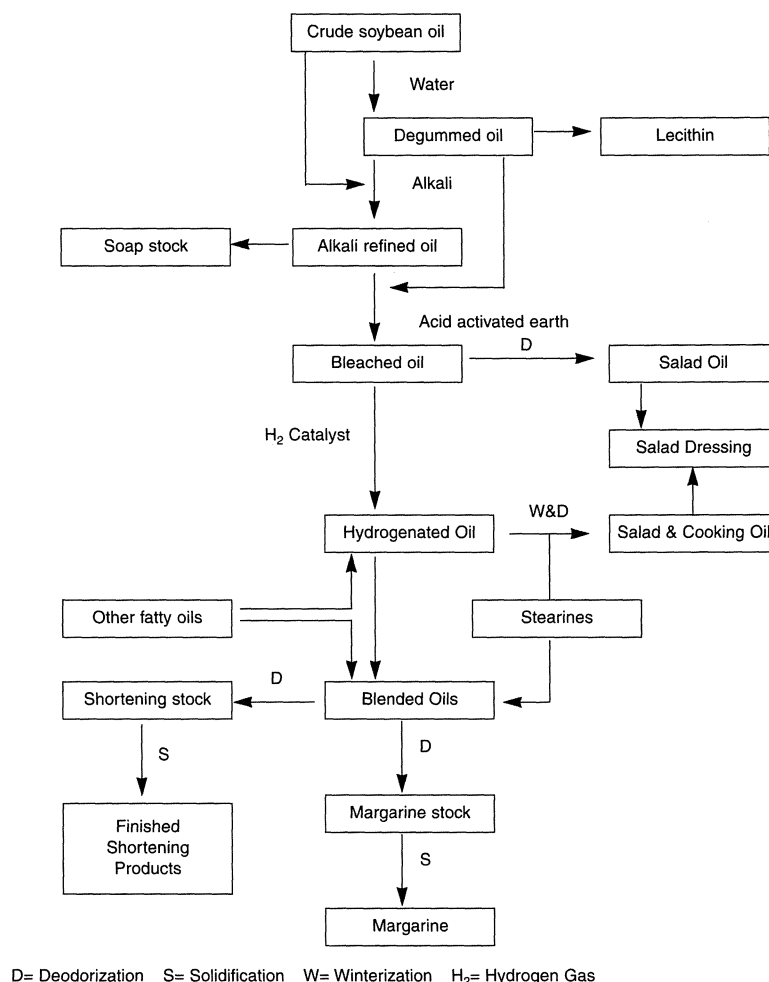 Crude soybean oil
Water
Degummed oil
Lecithin
Alkali
Soap stock
Alkali refined oil
Acid activated earth
D
Bleached oil
Salad Oil
H₂ Catalyst
Salad Dressing
W&D
Hydrogenated Oil
Salad & Cooking Oil
Other fatty oils
Stearines
D
Shortening stock
Blended Oils
S
D
Margarine stock
Finished
Shortening
Products
S
Margarine
D= Deodorization S= Solidification W= Winterization H₂= Hydrogen Gas